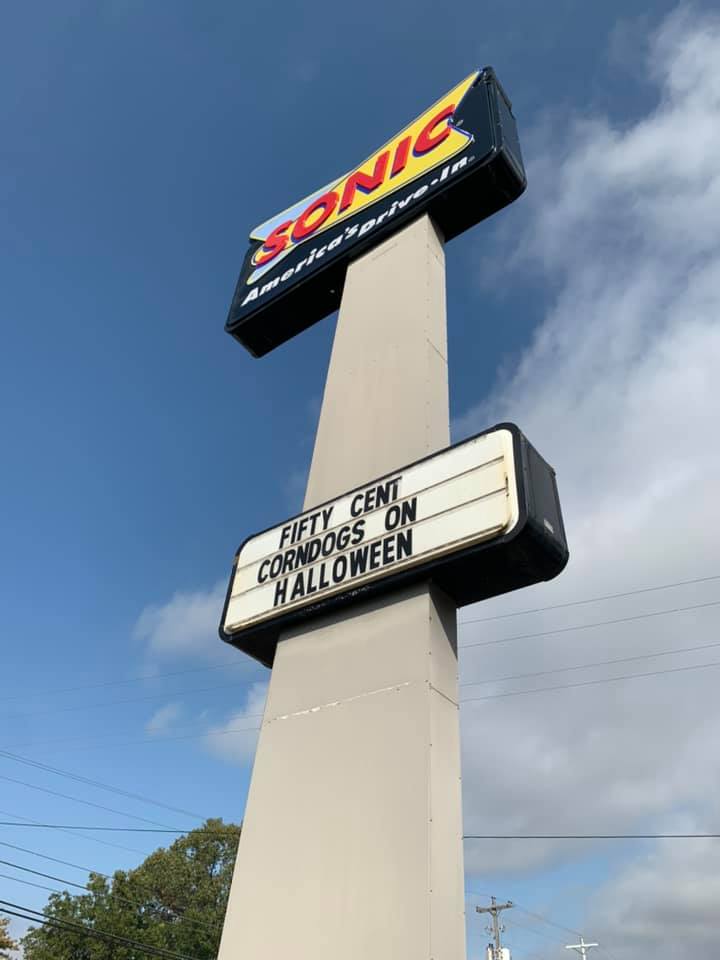 SONIC
America's Drive-In.
FIFTY CENT
CORNDOGS ON
HALLOWEEN